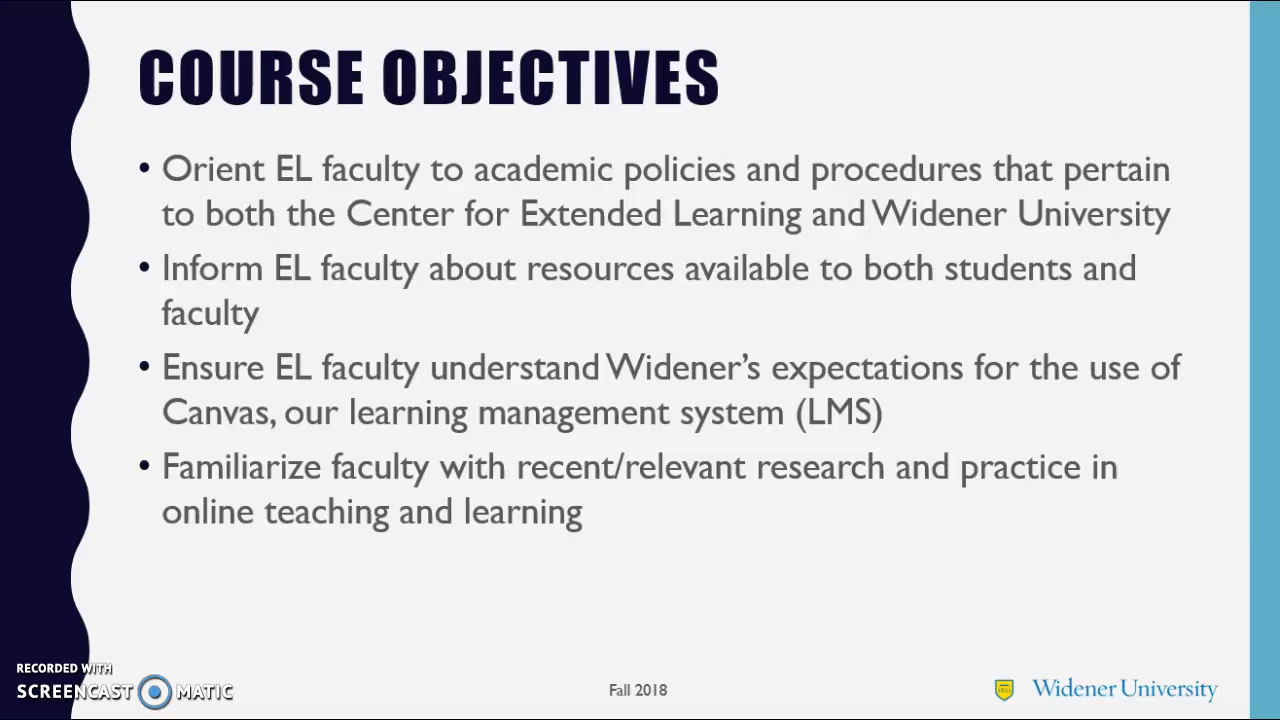 COURSE OBJECTIVES
• Orient EL faculty to academic policies and procedures that pertain
to both the Center for Extended Learning and Widener University
• Inform EL faculty about resources available to both students and
faculty
• Ensure EL faculty understand Widener's expectations for the use of
Canvas, our learning management system (LMS)
• Familiarize faculty with recent/relevant research and practice in
online teaching and learning
RECORDED WITH
SCREENCAST MATIC
Fall 2018
Widener University